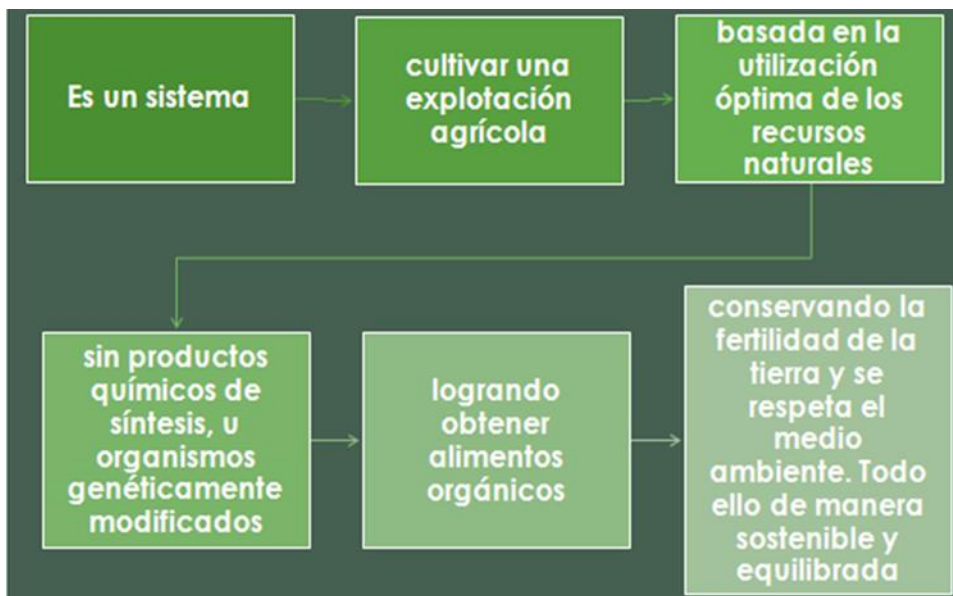 Es un sistema
cultivar una
explotación
agrícola
basada en la
utilización
óptima de los
recursos
naturales
sin productos
químicos de
síntesis, u
organismos
genéticamente
modificados
logrando
obtener
alimentos
orgánicos
conservando la
fertilidad de la
tierra y se
respeta el
medio
ambiente. Todo
ello de manera
sostenible y
equilibrada